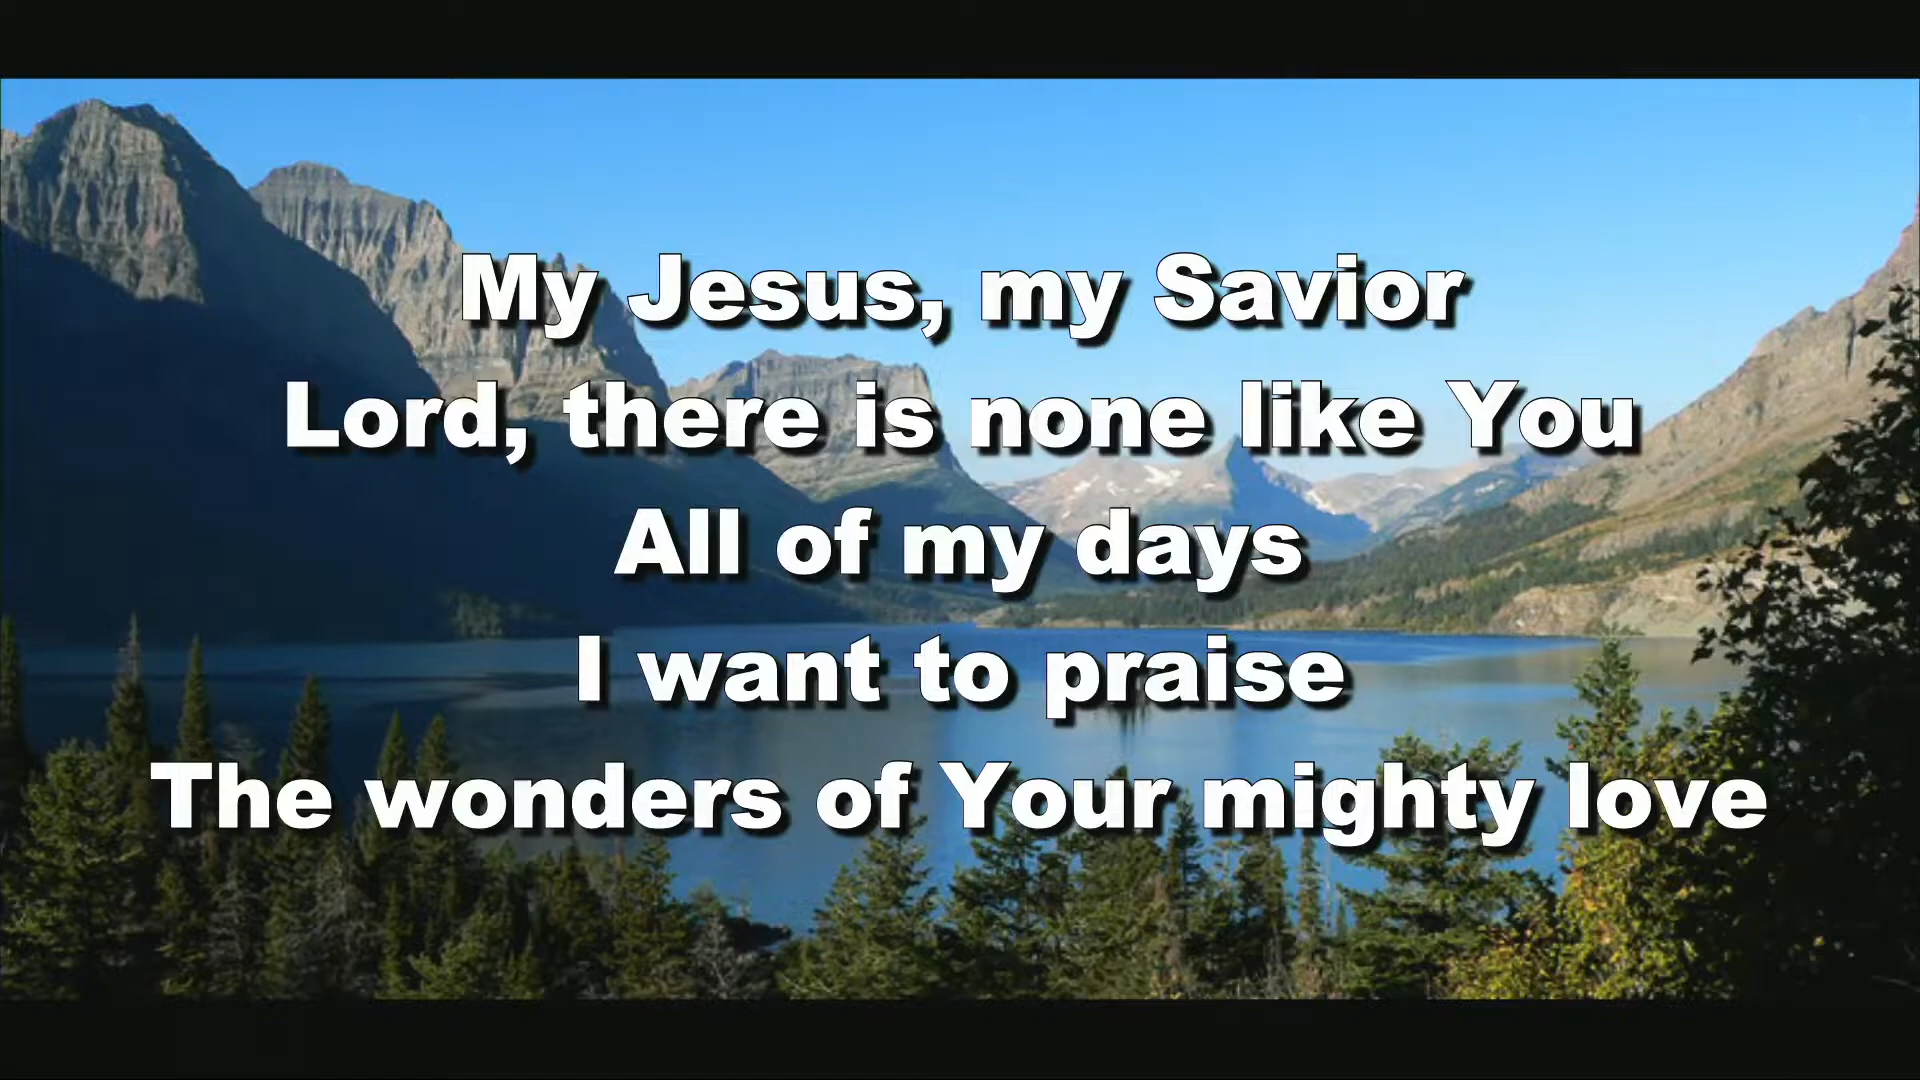 My Jesus, my Savior
Lord, there is none like You
All of my days
I want to praise
The wonders of Your mighty love